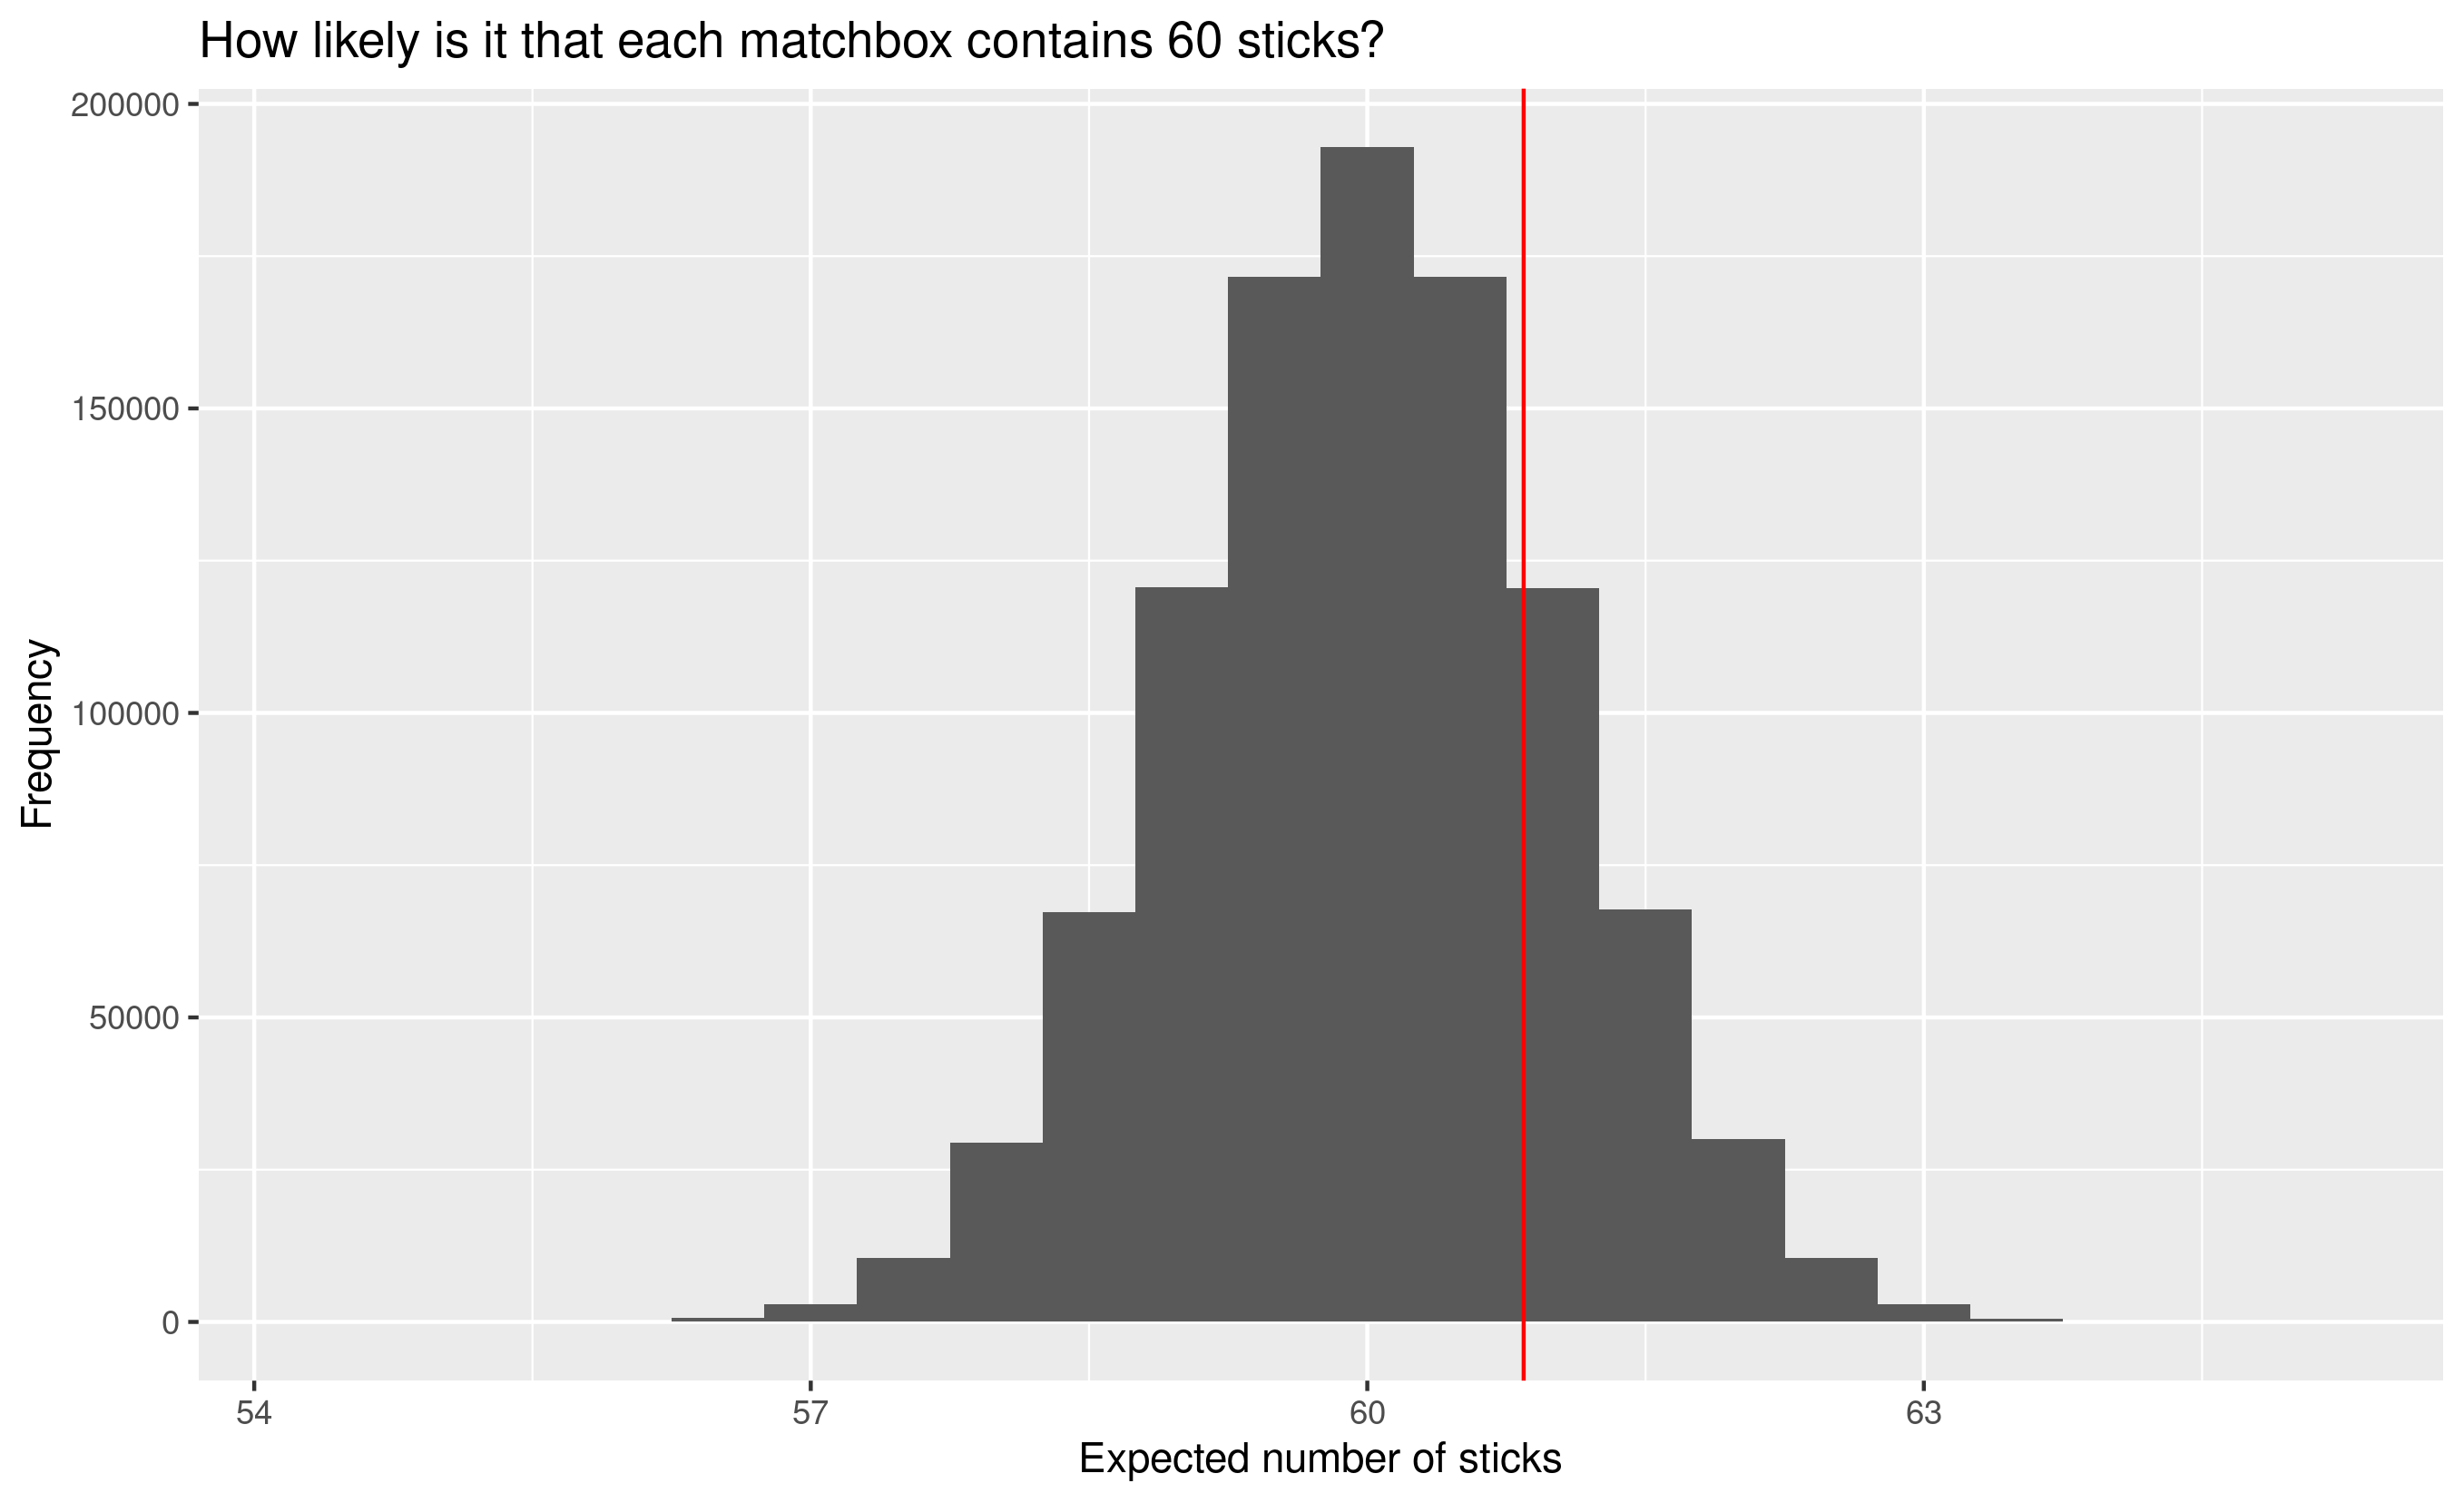 How likely is it that each matchbox contains 60 sticks?
200000
150000
100000
50000
0
Frequency
54 57 60 63
Expected number of sticks